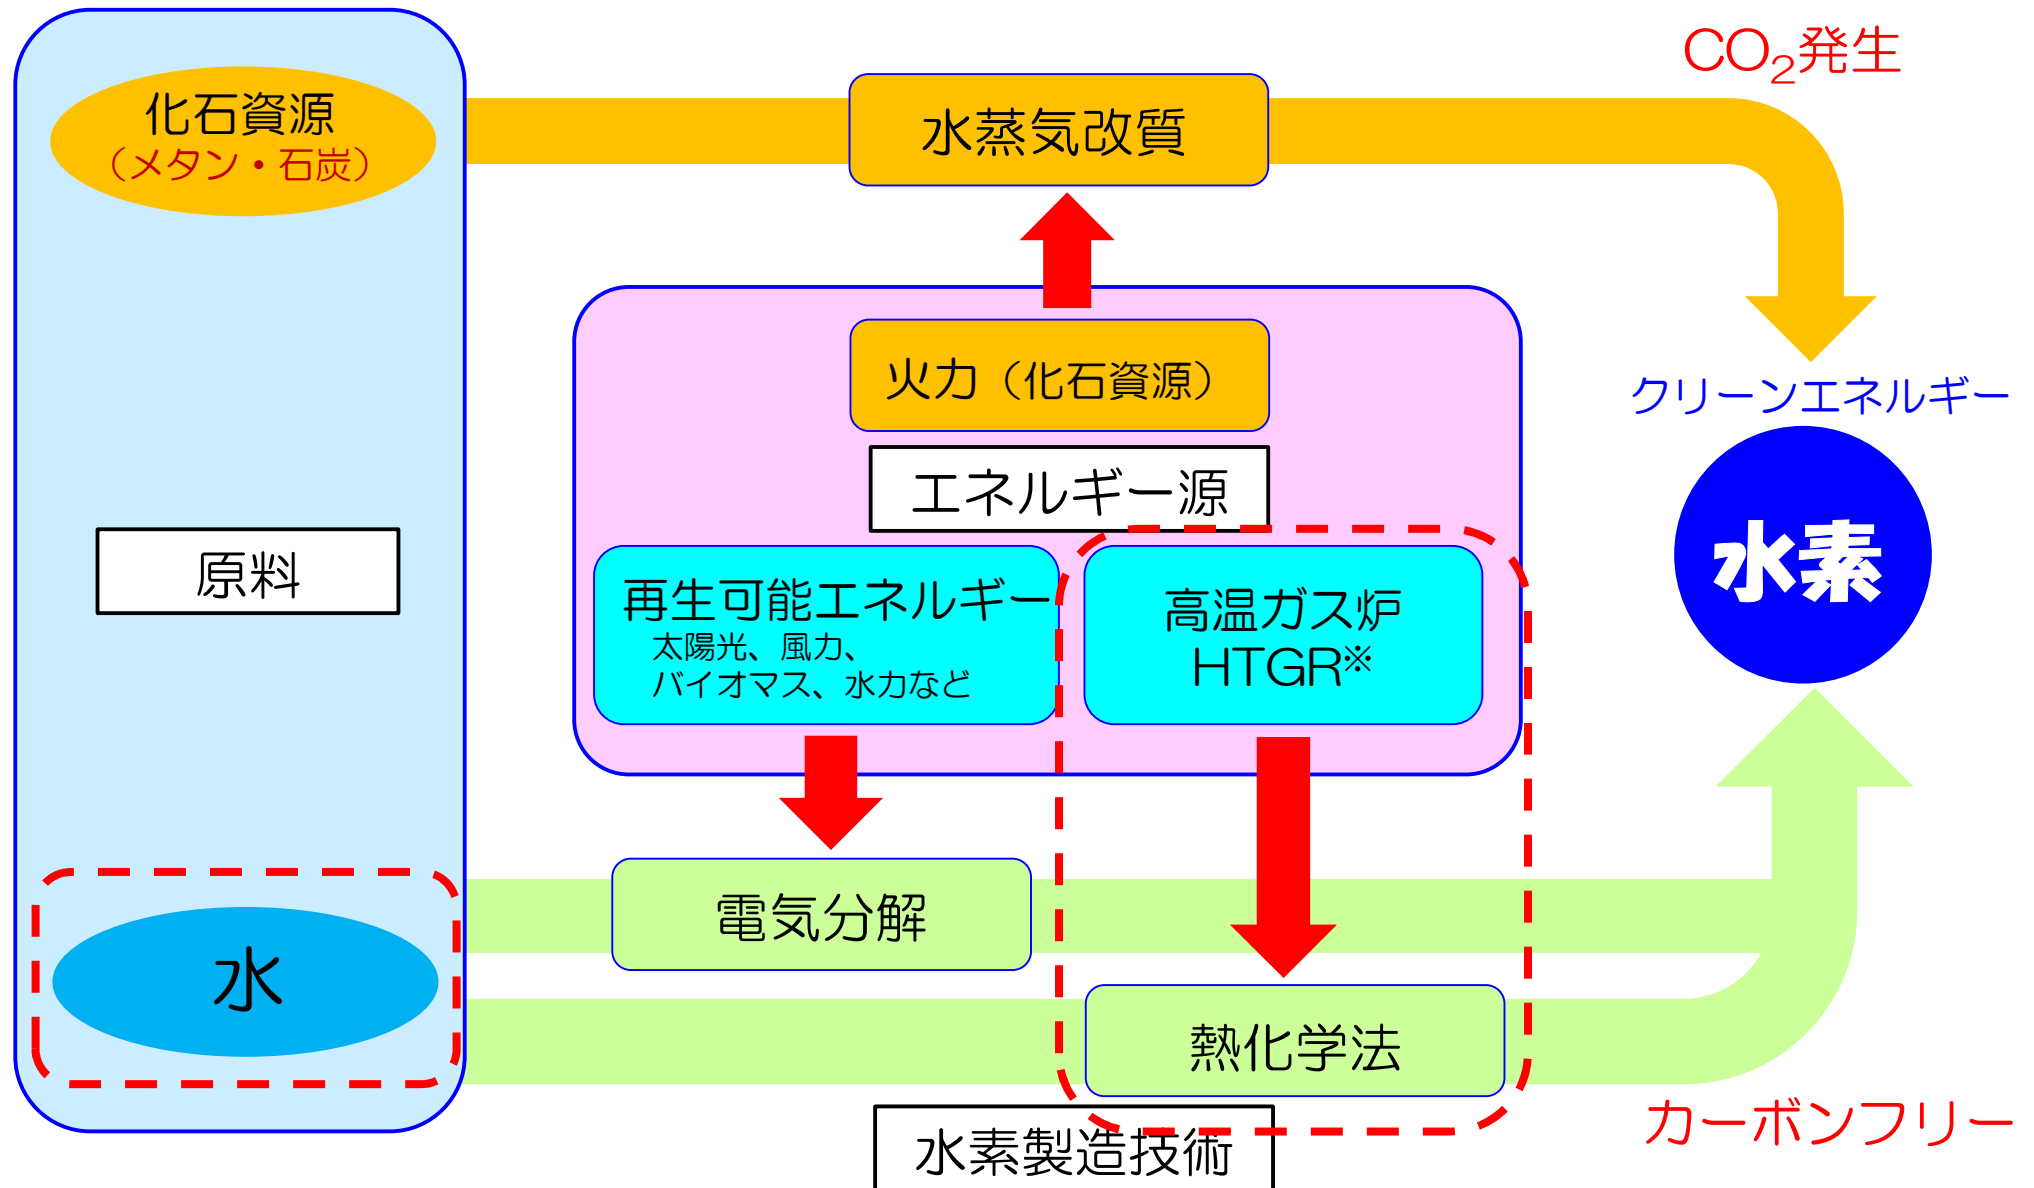 CO₂発生
化石資源
(メタン・石炭)
水蒸気改質
火力(化石資源)
クリーンエネルギー
エネルギー源
水素
原料
再生可能エネルギー
太陽光、風力、
バイオマス、水力など
高温ガス炉
HTGR※
電気分解
水
熱化学法
カーボンフリー
水素製造技術